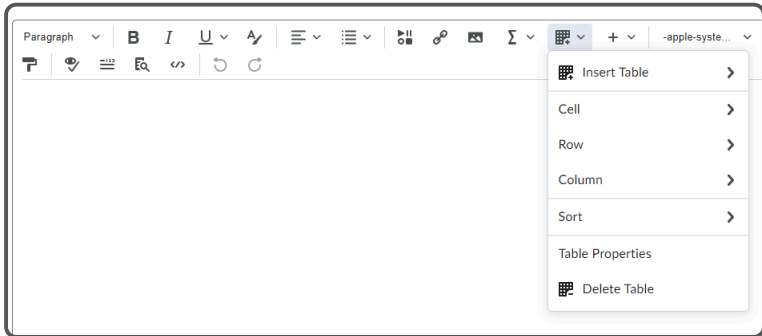 Paragraph B I U -apple-syste...
Insert Table
Cell
Row
Column
Sort
Table Properties
Delete Table